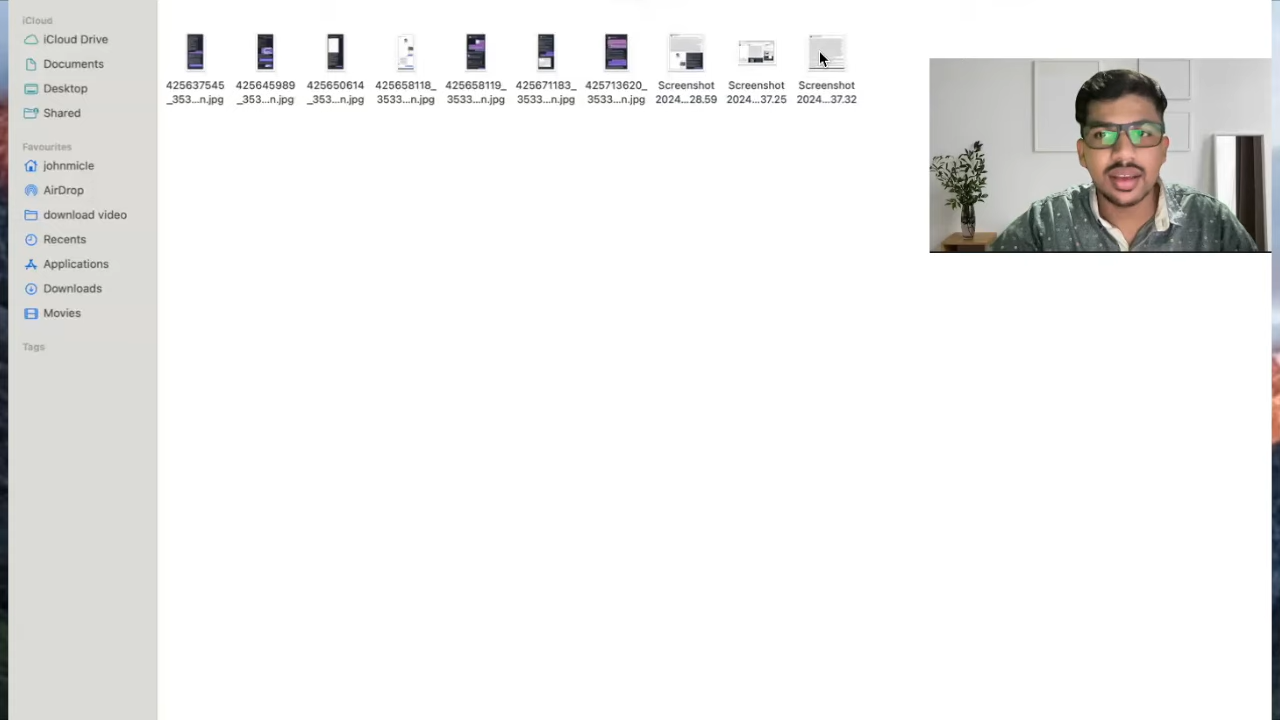 iCloud
iCloud Drive
Documents
Desktop
Shared
Favourites
johnmicle
AirDrop
download video
Recents
Applications
Downloads
Movies
Tags
425637545 425645989 425650614 425658118_ 425658119_ 425671183_ 425713620_ Screenshot Screenshot Screenshot
_353...n.jpg _353...n.jpg _353...n.jpg 3533...n.jpg 3533...n.jpg 3533...n.jpg 3533...n.jpg 2024...28.59 2024...37.25 2024...37.32